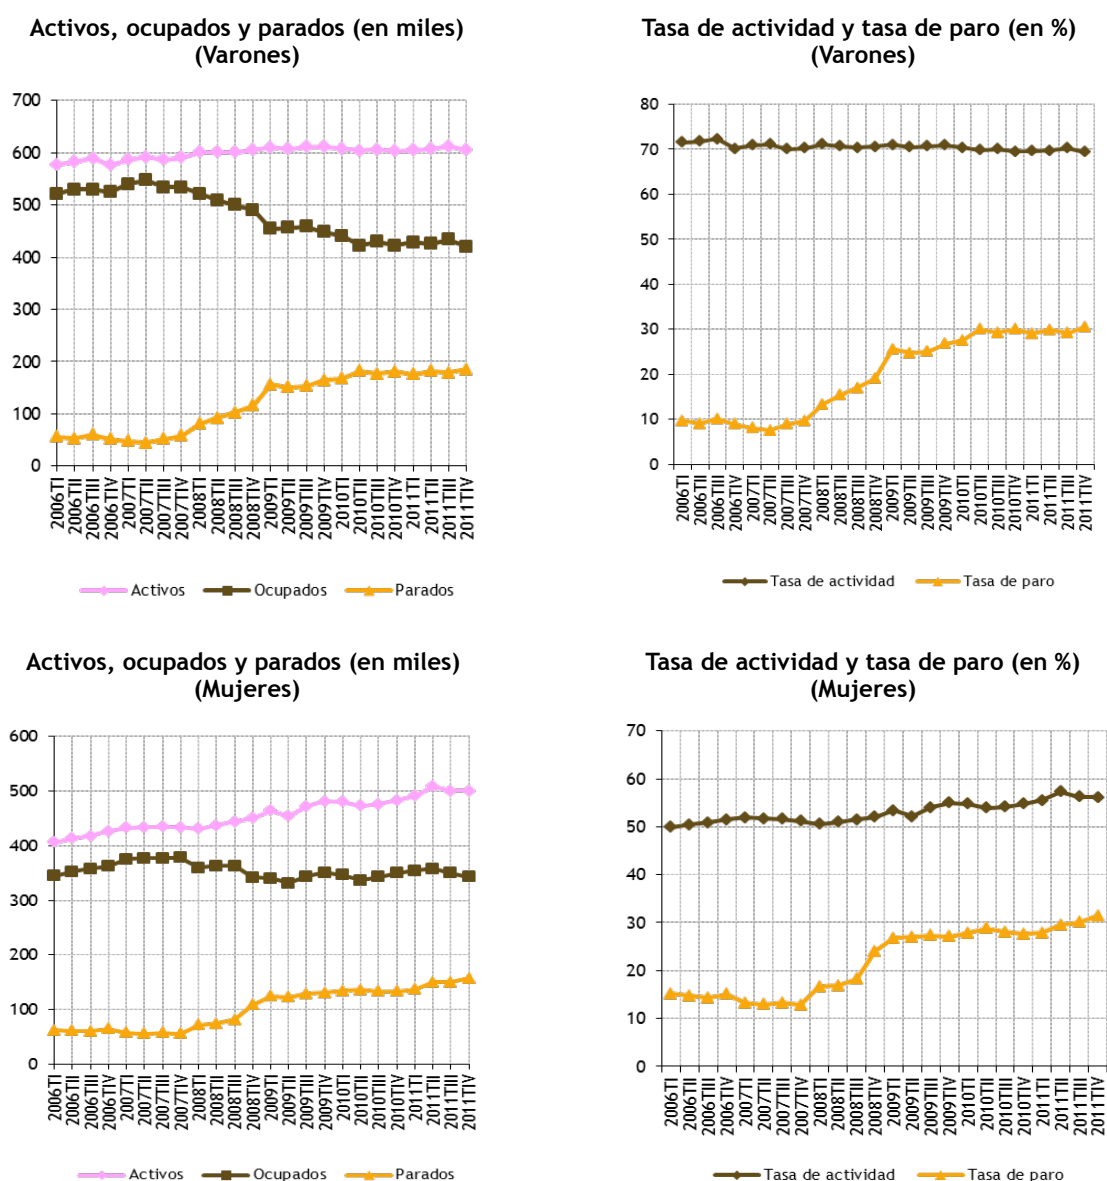 Activos, ocupados y parados (en miles)
(Varones)
700
600
500
400
300
200
100
0
2006TI
2006TII
2006TIII
2006TIV
2007TI
2007TII
2007TIII
2007TIV
2008TI
2008TII
2008TIII
2008TIV
2009TI
2009TII
2009TIII
2009TIV
2010TI
2010TII
2010TIII
2010TIV
2011TI
2011TII
2011TIII
2011TIV
Activos Ocupados Parados
Tasa de actividad y tasa de paro (en %)
(Varones)
80
70
60
50
40
30
20
10
0
2006TI
2006TII
2006TIII
2006TIV
2007TI
2007TII
2007TIII
2007TIV
2008TI
2008TII
2008TIII
2008TIV
2009TI
2009TII
2009TIII
2009TIV
2010TI
2010TII
2010TIII
2010TIV
2011TI
2011TII
2011TIII
2011TIV
Tasa de actividad Tasa de paro
Activos, ocupados y parados (en miles)
(Mujeres)
600
500
400
300
200
100
0
2006TI
2006TII
2006TIII
2006TIV
2007TI
2007TII
2007TIII
2007TIV
2008TI
2008TII
2008TIII
2008TIV
2009TI
2009TII
2009TIII
2009TIV
2010TI
2010TII
2010TIII
2010TIV
2011TI
2011TII
2011TIII
2011TIV
Activos Ocupados Parados
Tasa de actividad y tasa de paro (en %)
(Mujeres)
70
60
50
40
30
20
10
0
2006TI
2006TII
2006TIII
2006TIV
2007TI
2007TII
2007TIII
2007TIV
2008TI
2008TII
2008TIII
2008TIV
2009TI
2009TII
2009TIII
2009TIV
2010TI
2010TII
2010TIII
2010TIV
2011TI
2011TII
2011TIII
2011TIV
Tasa de actividad Tasa de paro